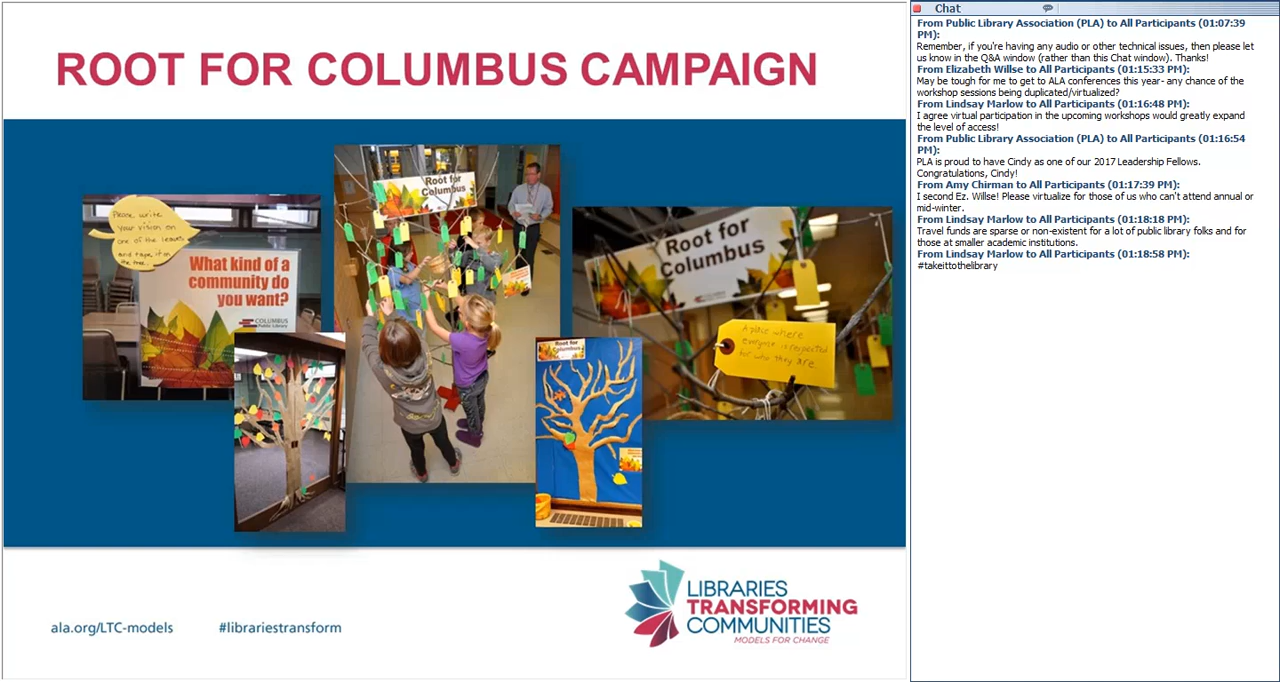 ROOT FOR COLUMBUS CAMPAIGN
Please write
your vision on
one of the leaves
and tape it on
the tree.
What kind of a
community do
you want?
COLUMBUS
Public Library
Root for
Columbus
Root for
Columbus
A place where
everyone is respected
for who they are.
Root for
Columbus
ala.org/LTC-models
#librariestransform
LIBRARIES
TRANSFORMING
COMMUNITIES
MODELS FOR CHANGE
Chat
From Public Library Association (PLA) to All Participants (01:07:39
PM):
Remember, if you're having any audio or other technical issues, then please let
us know in the Q&A window (rather than this Chat window). Thanks!
From Elizabeth Willse to All Participants (01:15:33 PM):
May be tough for me to get to ALA conferences this year- any chance of the
workshop sessions being duplicated/virtualized?
From Lindsay Marlow to All Participants (01:16:48 PM):
I agree virtual participation in the upcoming workshops would greatly expand
the level of access!
From Public Library Association (PLA) to All Participants (01:16:54
PM):
PLA is proud to have Cindy as one of our 2017 Leadership Fellows.
Congratulations, Cindy!
From Amy Chirman to All Participants (01:17:39 PM):
I second Ez. Willse! Please virtualize for those of us who can't attend annual or
mid-winter.
From Lindsay Marlow to All Participants (01:18:18 PM):
Travel funds are sparse or non-existent for a lot of public library folks and for
those at smaller academic institutions.
From Lindsay Marlow to All Participants (01:18:58 PM):
#takeittothelibrary